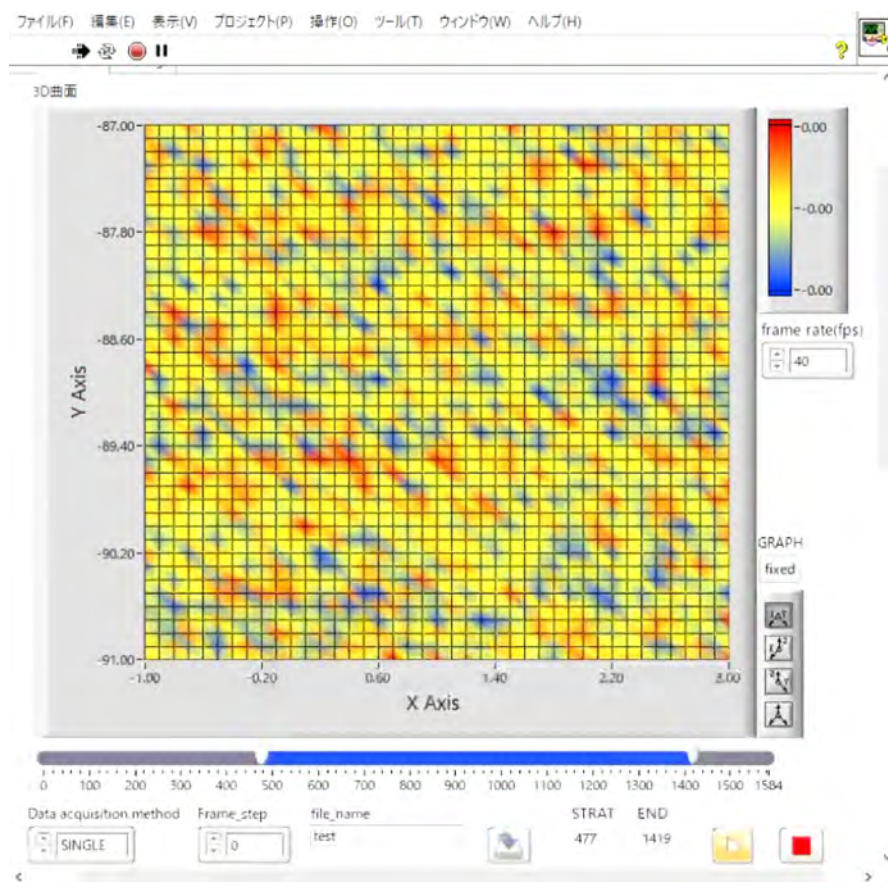 ファイル(F) 編集(E) 表示(V) プロジェクト(P) 操作(O) ツール(T) ウィンドウ(W) ヘルプ(H)
3D曲面
-87.00
-87.80
-88.60
-89.40
-90.20
-91.00
Y Axis
-1.00 -0.20 0.60 1.40 2.20 3.00
X Axis
-0.00
-0.00
-0.00
frame rate(fps)
40
GRAPH
fixed
0 100 200 300 400 500 600 700 800 900 1000 1100 1200 1300 1400 1500 1584
Data acquisition method Frame_step file_name STRAT END
SINGLE 0 test 477 1419